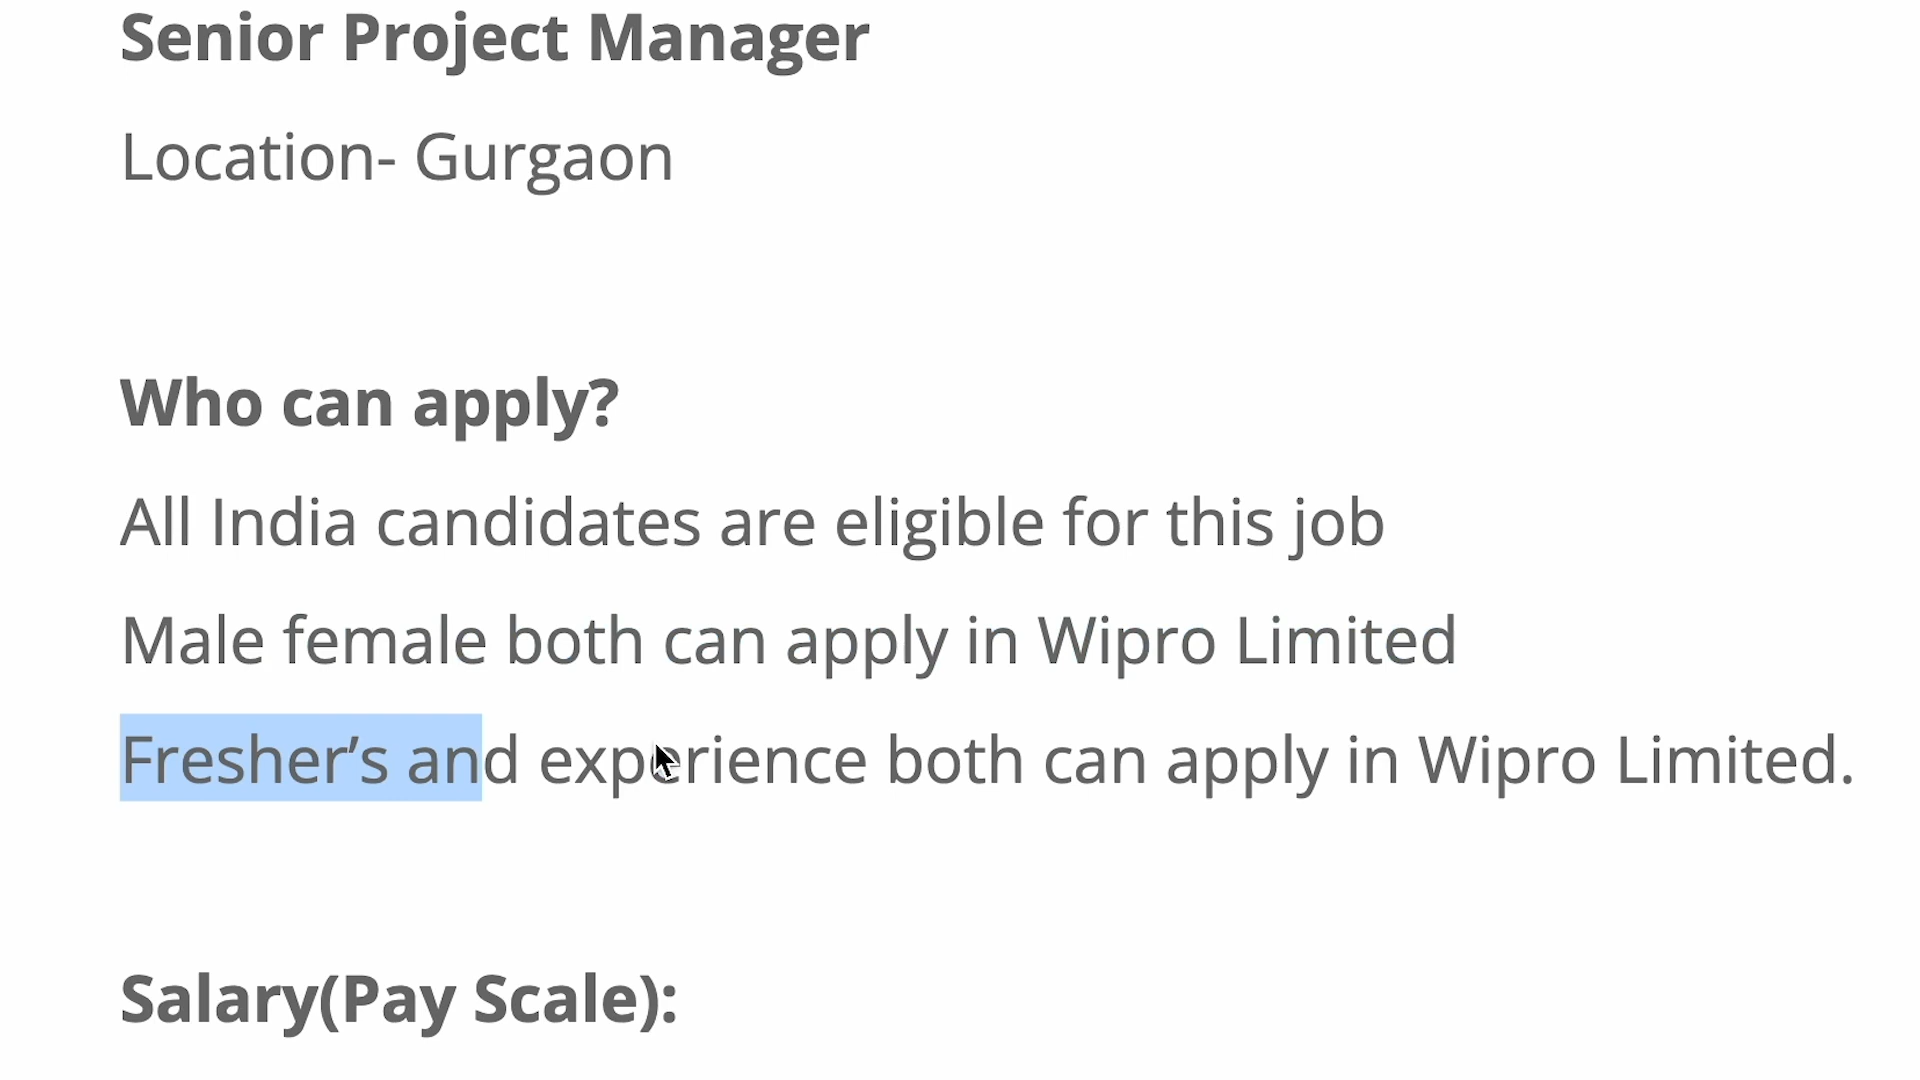 Senior Project Manager
Location- Gurgaon
Who can apply?
All India candidates are eligible for this job
Male female both can apply in Wipro Limited
Fresher’s and experience both can apply in Wipro Limited.
Salary(Pay Scale):